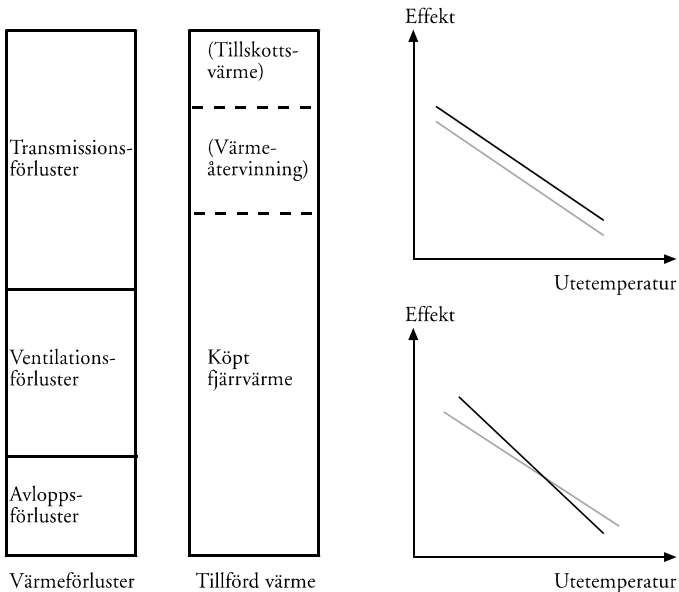 Transmissions-
förluster
Ventilations-
förluster
Avlopps-
förluster
Värmeförluster
(Tillskotts-
värme)
(Värme-
återvinning)
Köpt
fjärrvärme
Tillförd värme
Effekt
Utetemperatur
Effekt
Utetemperatur